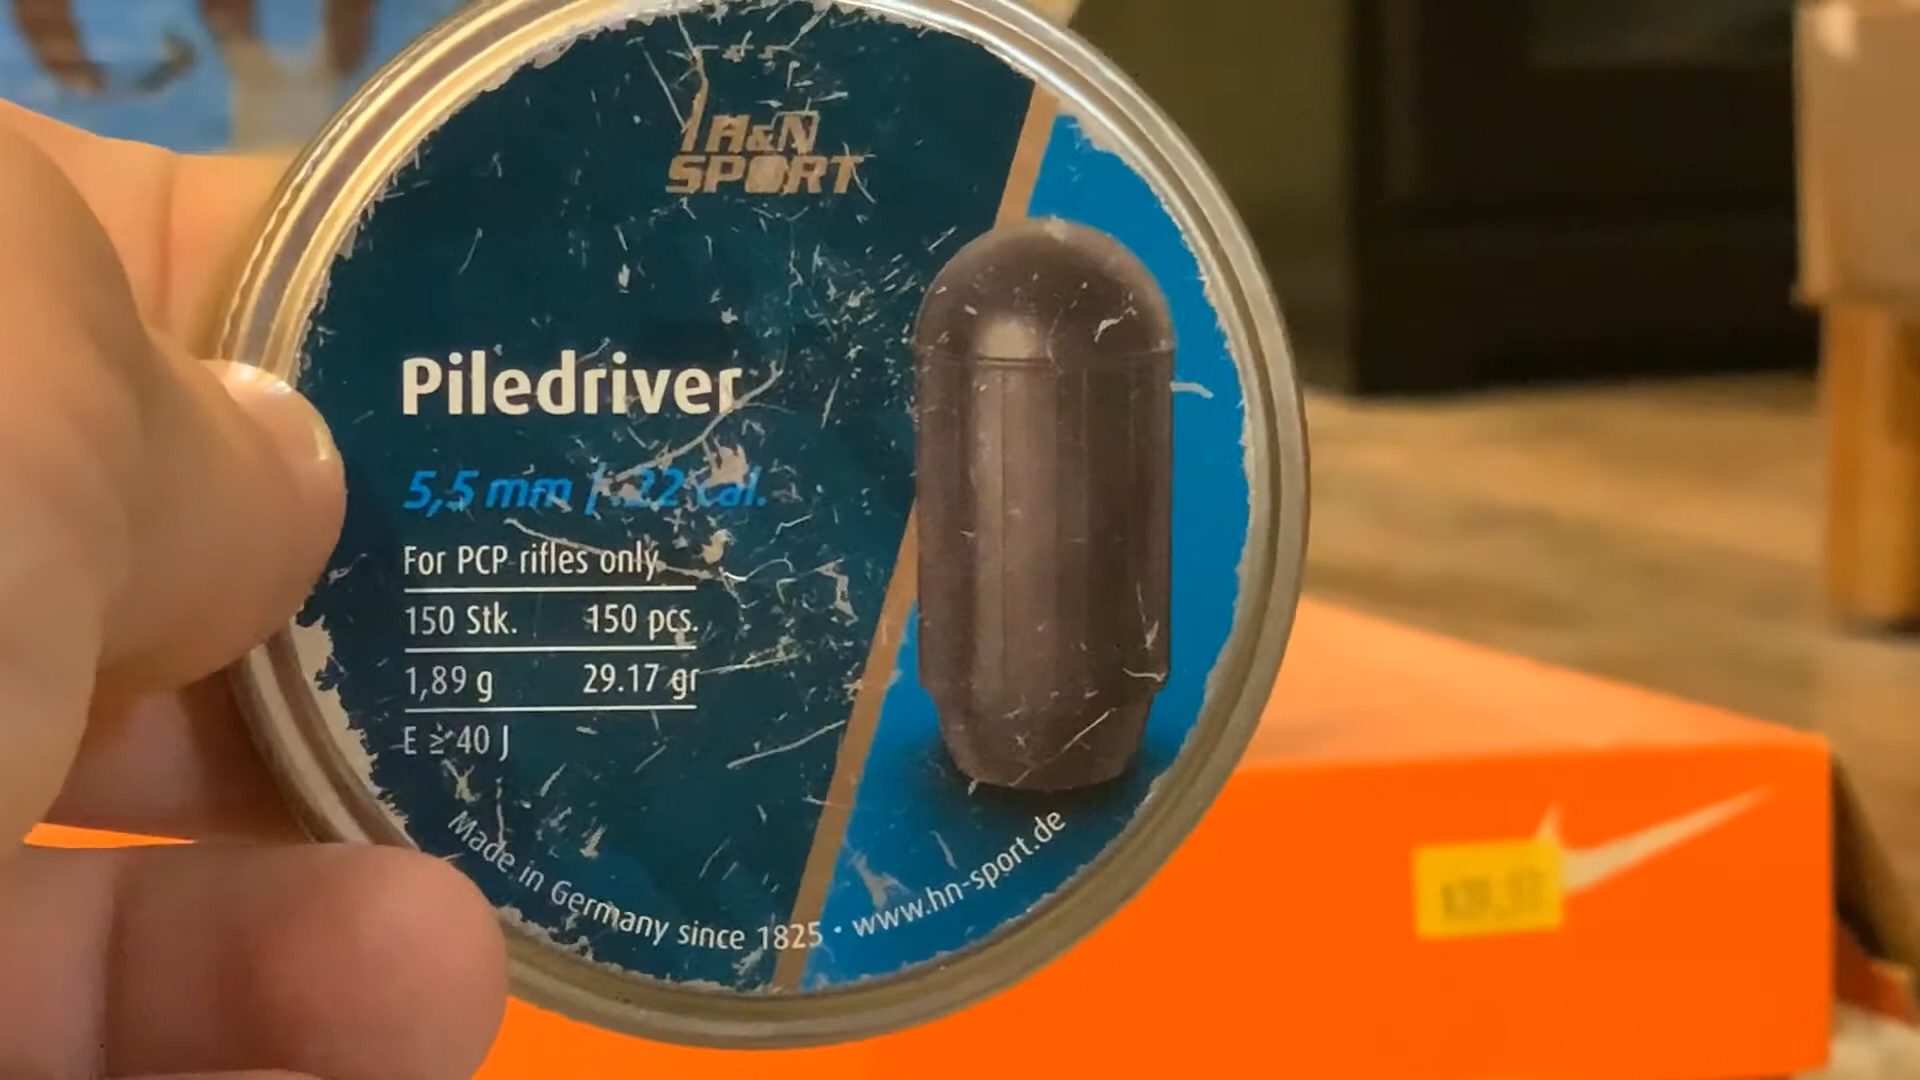 H&N
SPORT
Piledriver
5,5 mm | .22 cal.
For PCP rifles only
150 Stk. 150 pcs.
1,89 g 29.17 gr
E ≥ 40 J
Made in Germany since 1825 · www.hn-sport.de